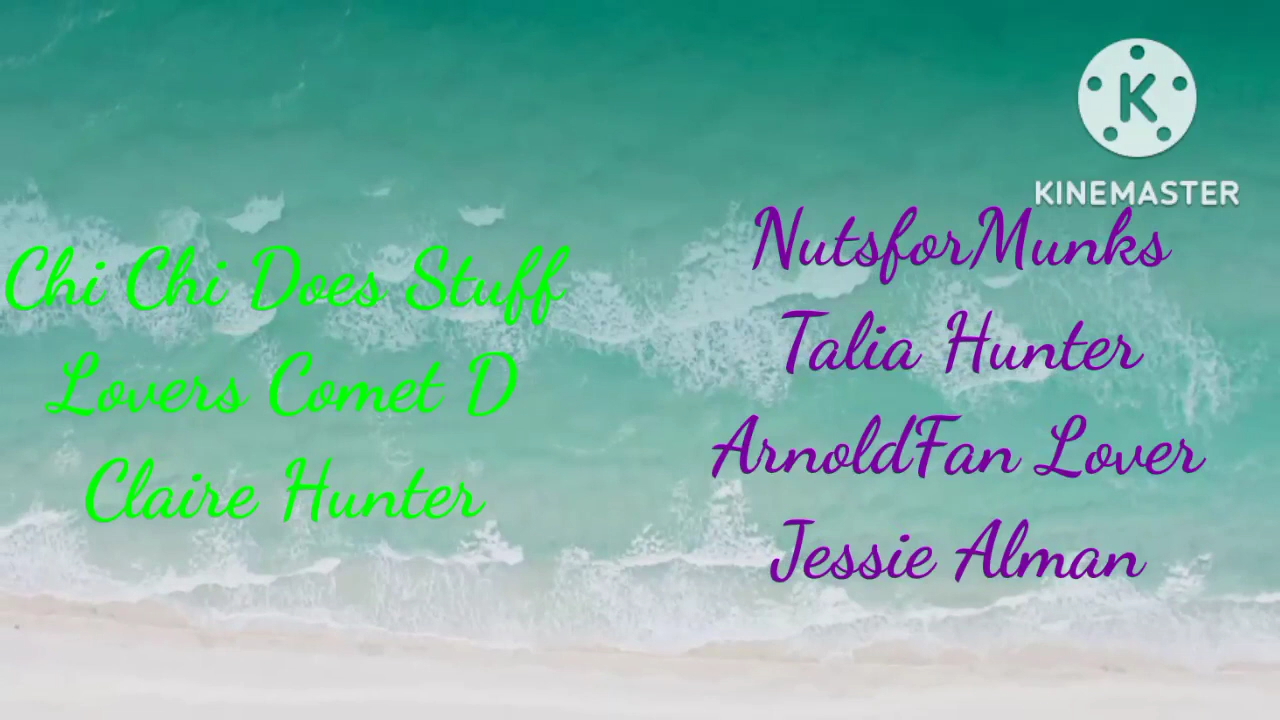 KINEMASTER
Chi Chi Does Stuff
Lovers Comet D
Claire Hunter
NutsforMunks
Talia Hunter
ArnoldFan Lover
Jessie Alman